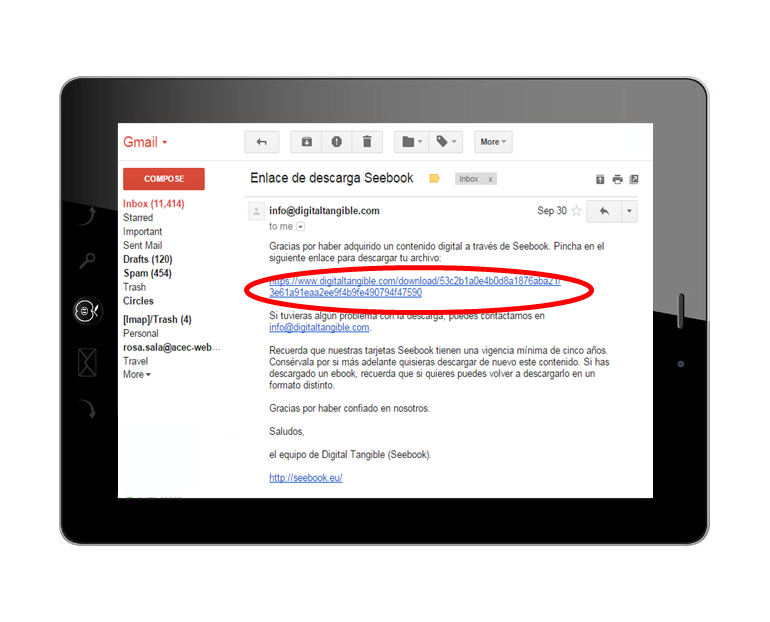 Gmail
More
COMPOSE
Enlace de descarga Seebook
Inbox x
Inbox (11,414)
Starred
Important
Sent Mail
Drafts (120)
Spam (454)
Trash
Circles
[Imap]/Trash (4)
Personal
rosa.sala@acec-web...
Travel
More
info@digitaltangible.com
Sep 30
to me
Gracias por haber adquirido un contenido digital a través de Seebook. Pincha en el
siguiente enlace para descargar tu archivo:
https://www.digitaltangible.com/download/53c2b1a0e4b0d8a1876aba21/
3e61a91eaa2ee9f4b9fe490794f47590
Si tuvieras algún problema con la descarga, puedes contactarnos en
info@digitaltangible.com.
Recuerda que nuestras tarjetas Seebook tienen una vigencia mínima de cinco años.
Consérvala por si más adelante quisieras descargar de nuevo este contenido. Si has
descargado un ebook, recuerda que si quieres puedes volver a descargarlo en un
formato distinto.
Gracias por haber confiado en nosotros.
Saludos,
el equipo de Digital Tangible (Seebook).
http://seebook.eu/